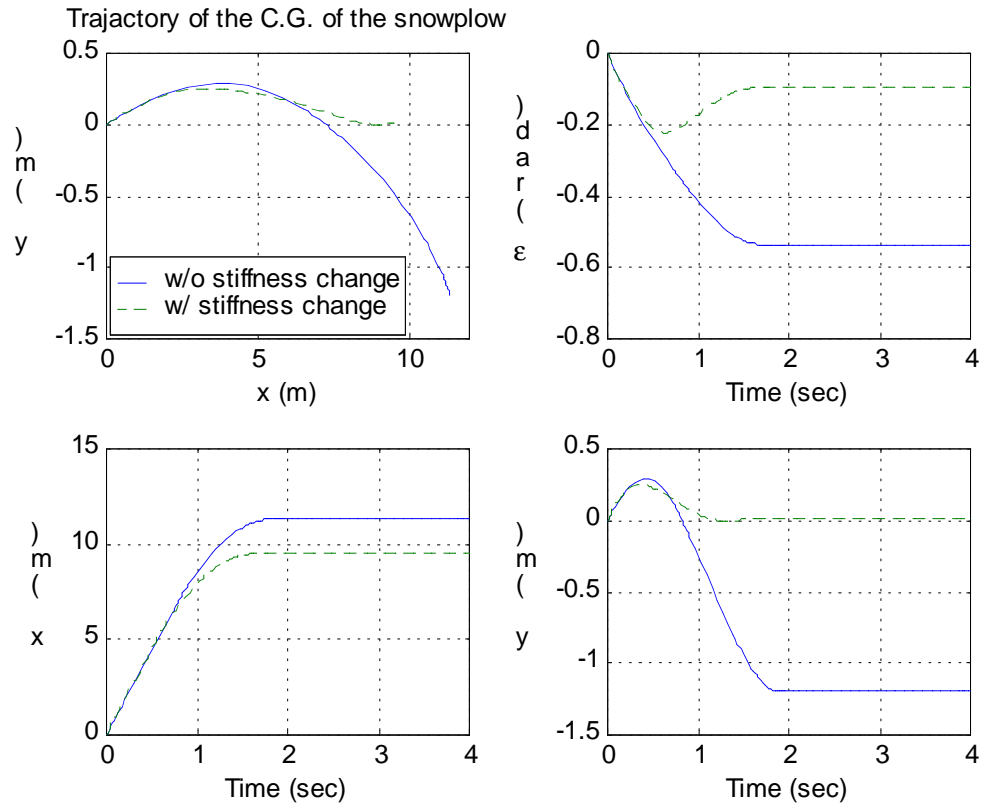 Trajactory of the C.G. of the snowplow
0.5
0
-0.5
-1
-1.5
y (m)
w/o stiffness change
w/ stiffness change
0 5 10
x (m)
0
-0.2
-0.4
-0.6
-0.8
ε (rad)
0 1 2 3 4
Time (sec)
15
10
5
0
x (m)
0 1 2 3 4
Time (sec)
0.5
0
-0.5
-1
-1.5
y (m)
0 1 2 3 4
Time (sec)